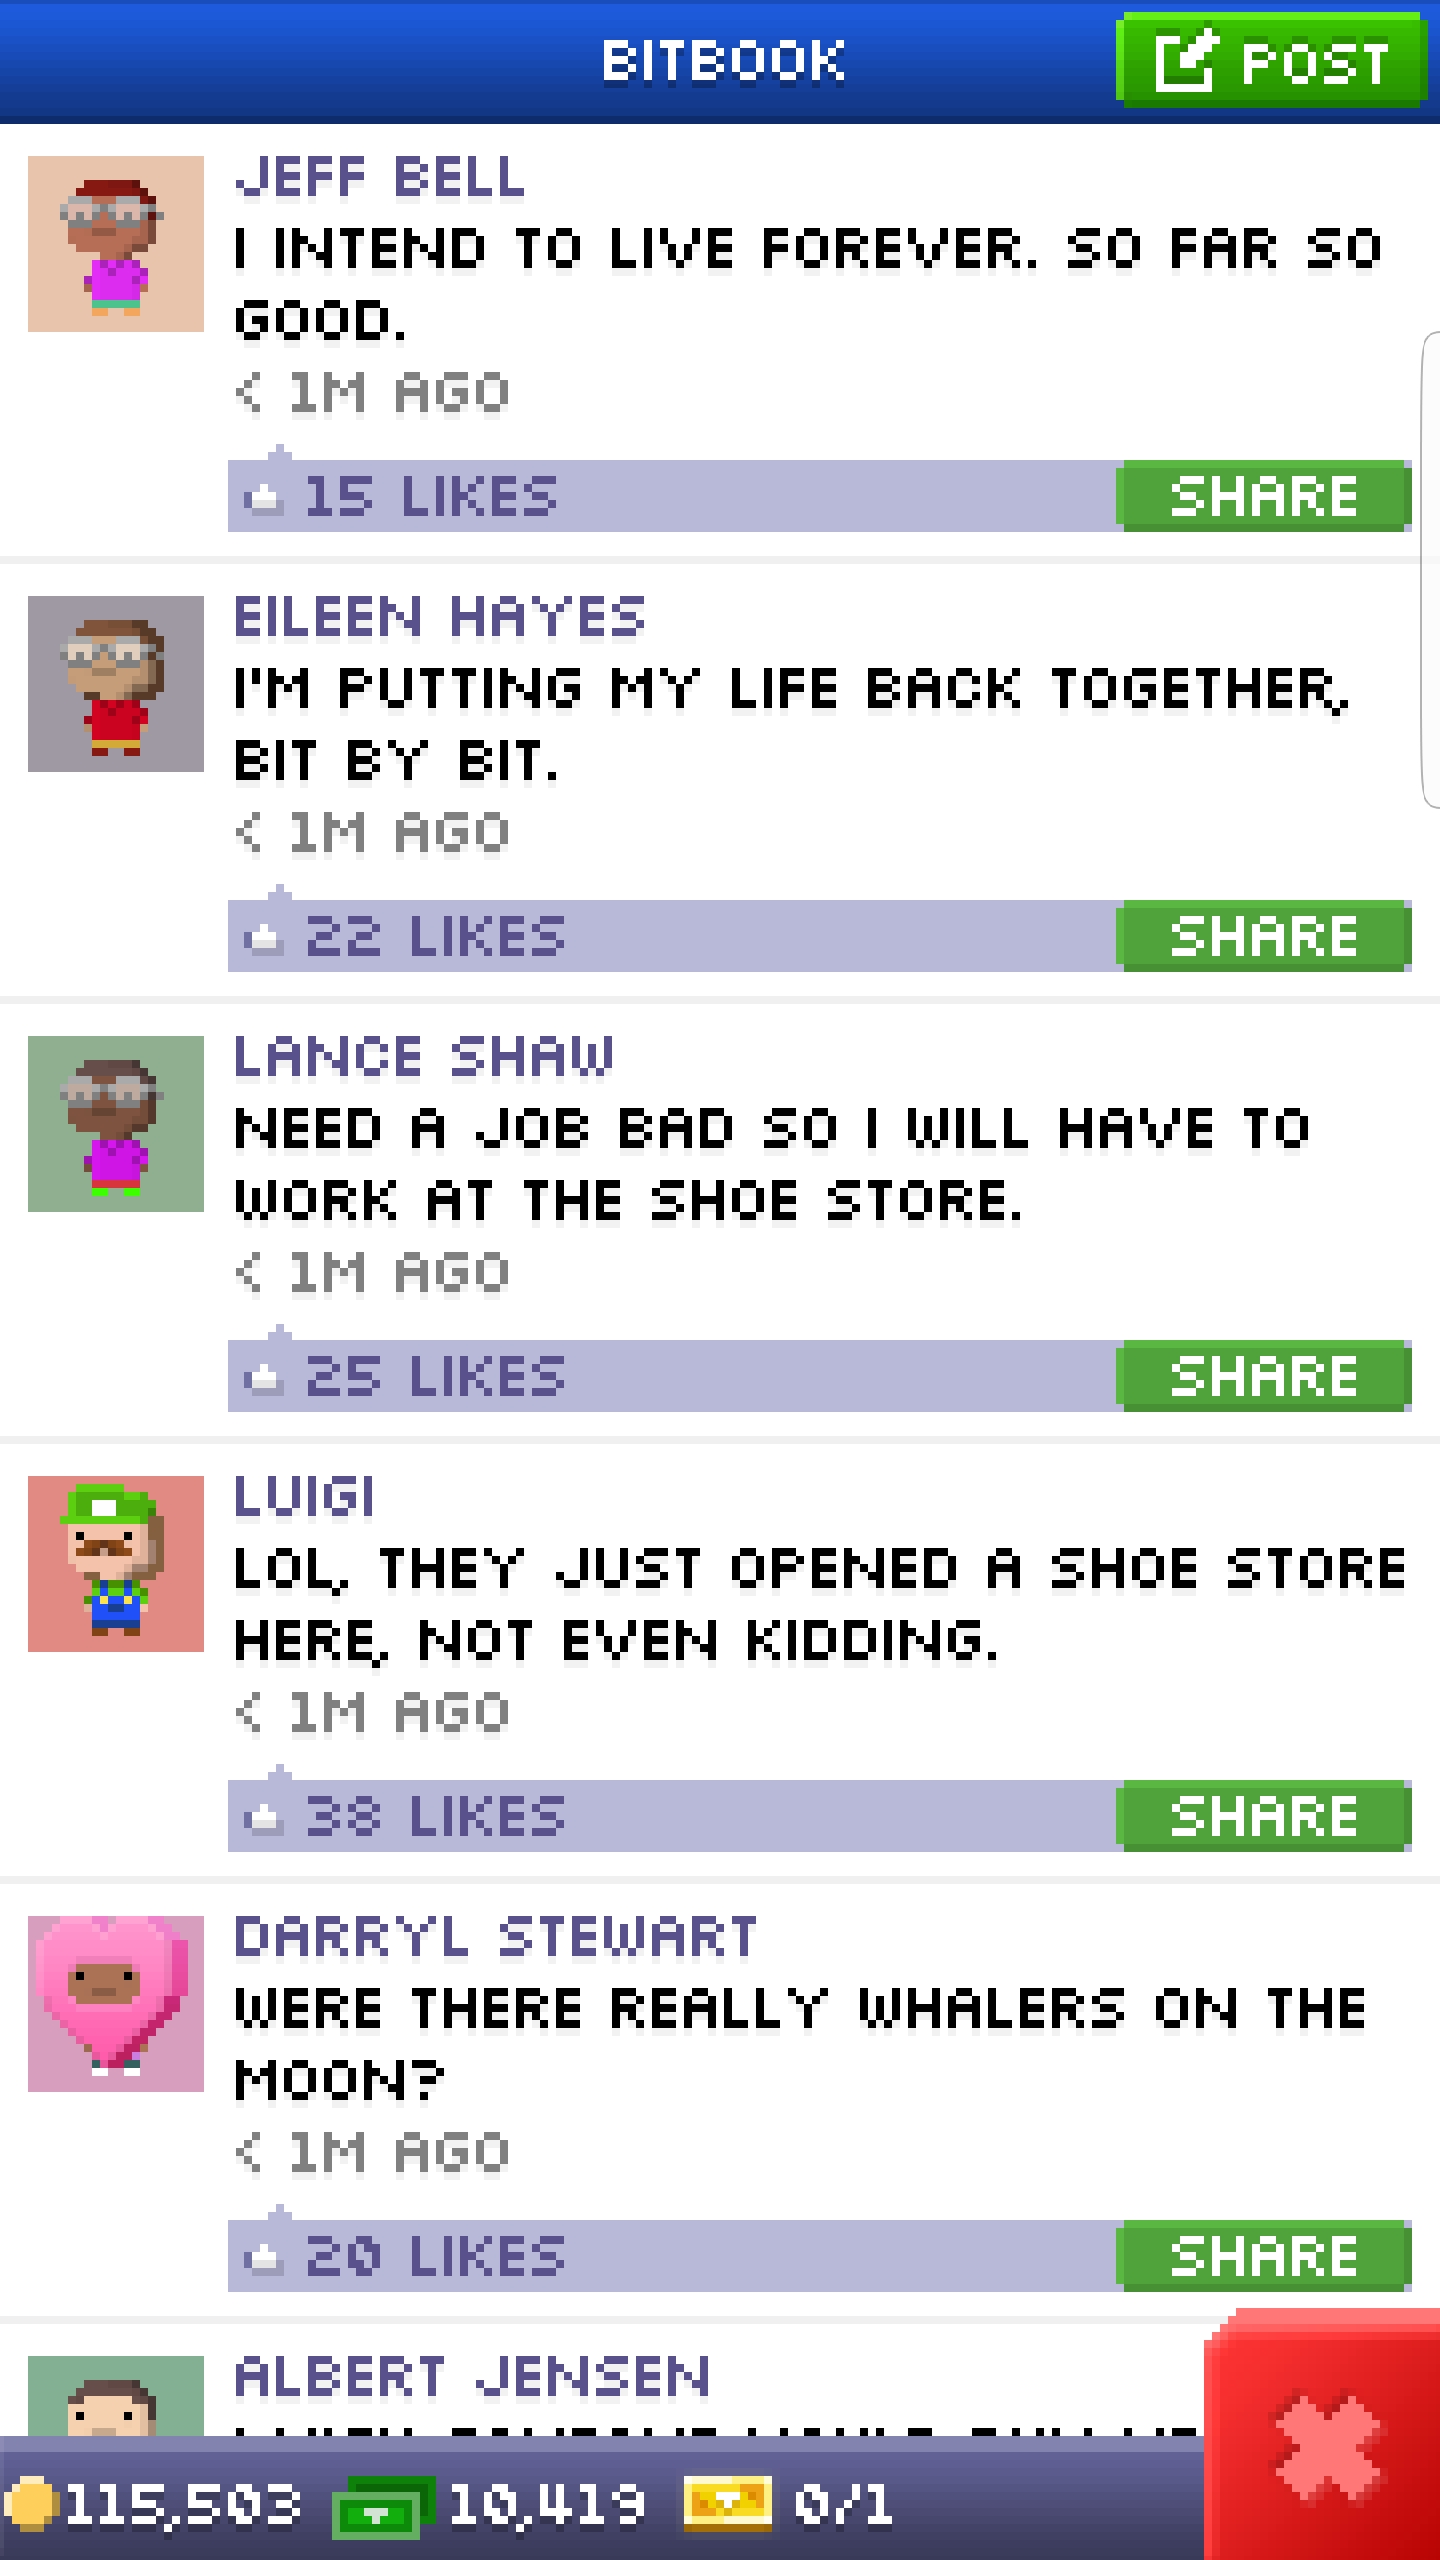 BITBOOK
POST
JEFF BELL
I INTEND TO LIVE FOREVER. SO FAR SO
GOOD.
< 1M AGO
15 LIKES
SHARE
EILEEN HAYES
I'M PUTTING MY LIFE BACK TOGETHER,
BIT BY BIT.
< 1M AGO
22 LIKES
SHARE
LANCE SHAW
NEED A JOB BAD SO I WILL HAVE TO
WORK AT THE SHOE STORE.
< 1M AGO
25 LIKES
SHARE
LUIGI
LOL, THEY JUST OPENED A SHOE STORE
HERE, NOT EVEN KIDDING.
< 1M AGO
38 LIKES
SHARE
DARRYL STEWART
WERE THERE REALLY WHALERS ON THE
MOON?
< 1M AGO
20 LIKES
SHARE
ALBERT JENSEN
115,503 10,419 0/1